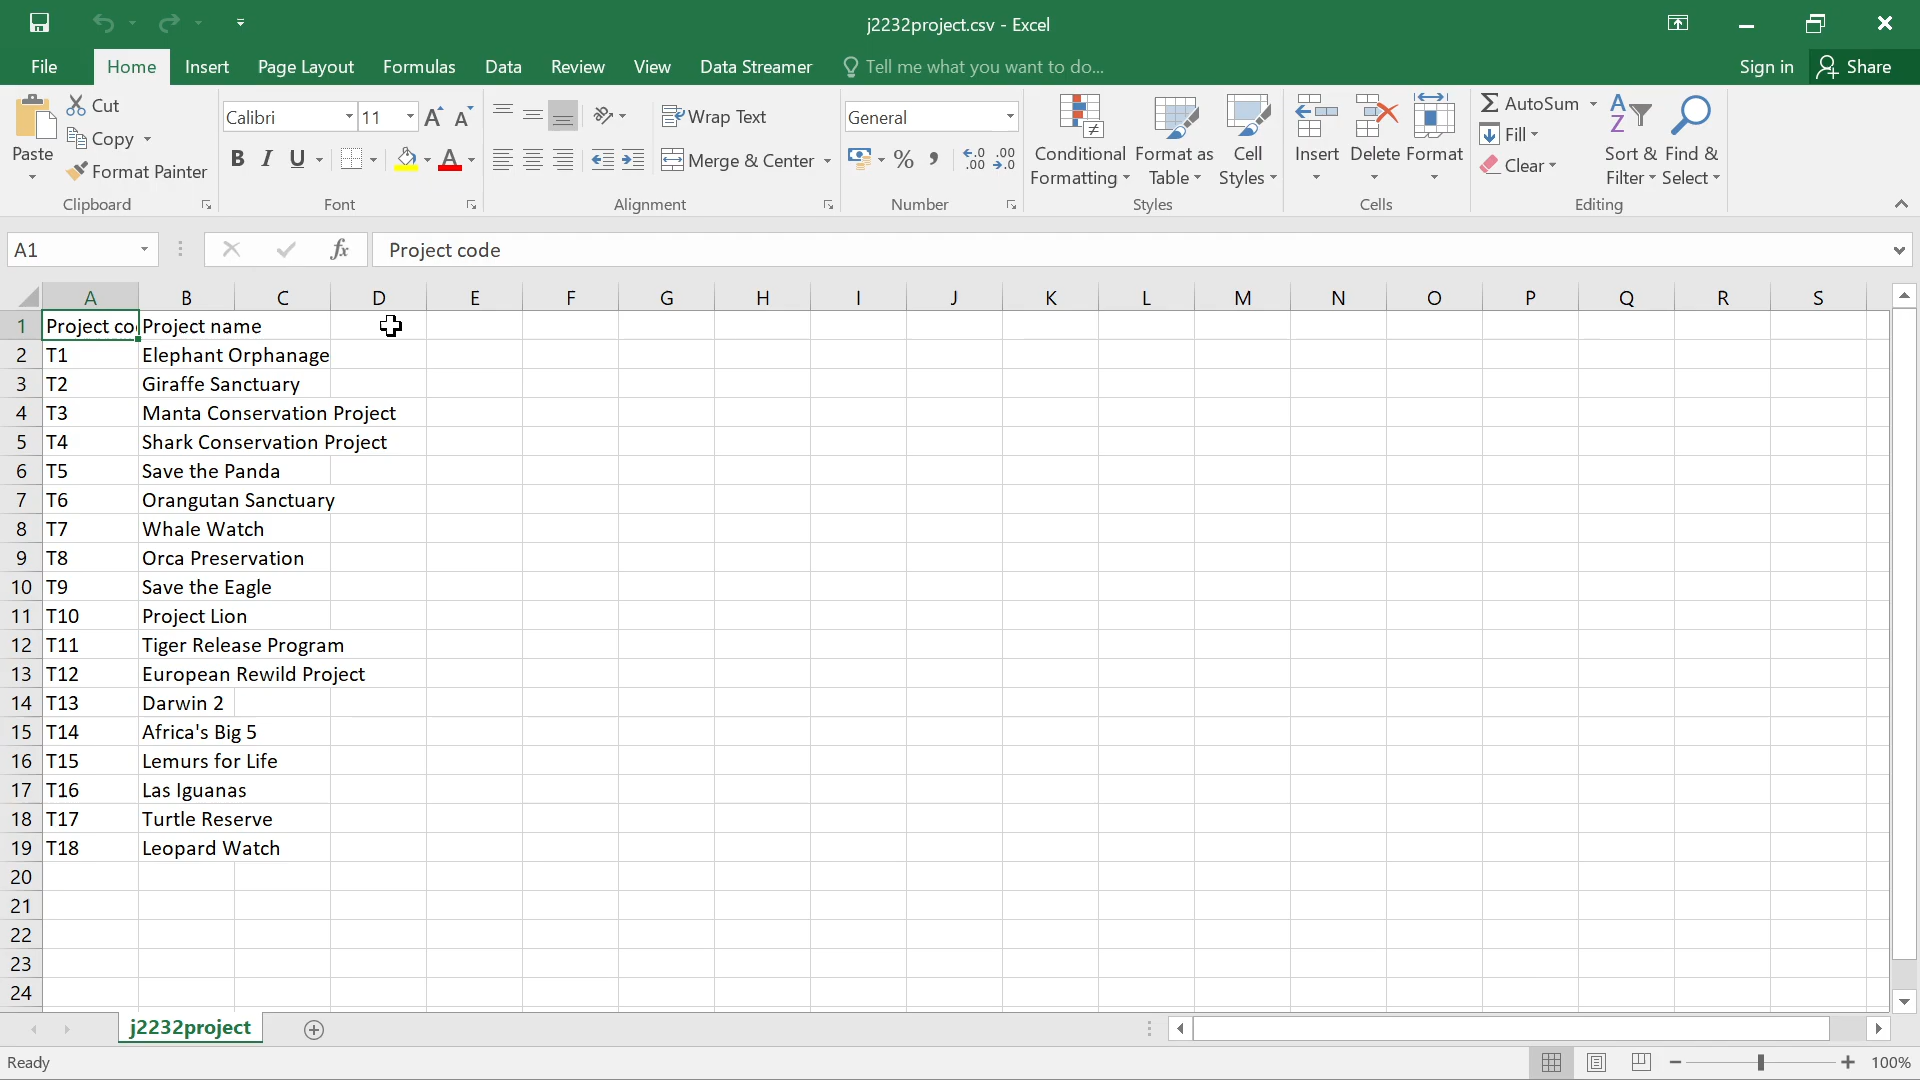 j2232project.csv - Excel
File Home Insert Page Layout Formulas Data Review View Data Streamer Tell me what you want to do... Sign in Share
Paste
Cut
Copy
Format Painter
Clipboard
Calibri 11
B I U
Font
Wrap Text
Merge & Center
Alignment
General
% ,
Number
Conditional Formatting
Format as Table
Cell Styles
Styles
Insert Delete Format
Cells
AutoSum
Fill
Clear
Sort & Filter
Find & Select
Editing
A1 fx Project code
A B C D E F G H I J K L M N O P Q R S
1 Project co Project name
2 T1 Elephant Orphanage
3 T2 Giraffe Sanctuary
4 T3 Manta Conservation Project
5 T4 Shark Conservation Project
6 T5 Save the Panda
7 T6 Orangutan Sanctuary
8 T7 Whale Watch
9 T8 Orca Preservation
10 T9 Save the Eagle
11 T10 Project Lion
12 T11 Tiger Release Program
13 T12 European Rewild Project
14 T13 Darwin 2
15 T14 Africa's Big 5
16 T15 Lemurs for Life
17 T16 Las Iguanas
18 T17 Turtle Reserve
19 T18 Leopard Watch
20
21
22
23
24
j2232project
Ready 100%